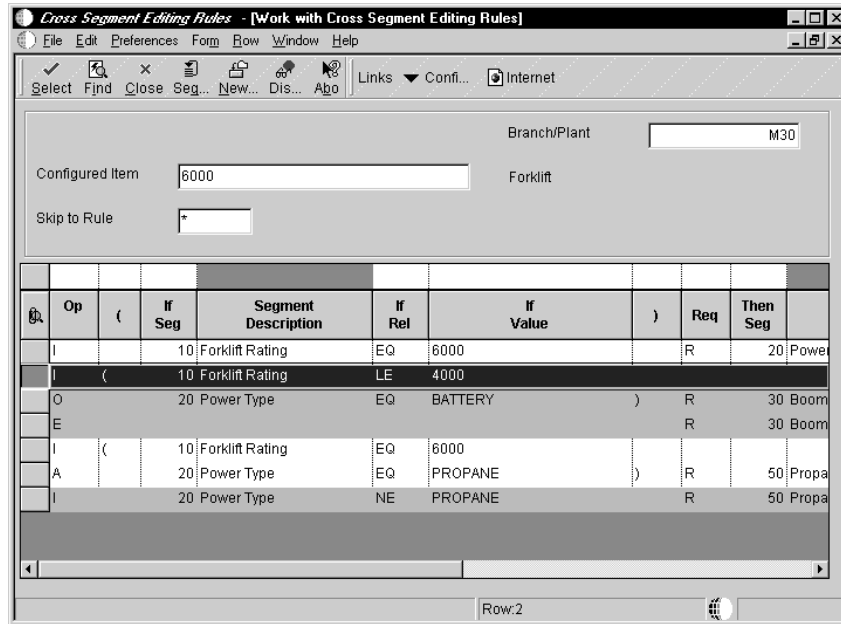 Cross Segment Editing Rules - [Work with Cross Segment Editing Rules]
File Edit Preferences Form Row Window Help
Select Find Close Seg... New... Dis... Abo Links Confi... Internet
Branch/Plant M30
Configured Item 6000 Forklift
Skip to Rule *
Op ( If Seg Segment Description If Rel If Value ) Req Then Seg
I 10 Forklift Rating EQ 6000 R 20 Power
I ( 10 Forklift Rating LE 4000
O 20 Power Type EQ BATTERY ) R 30 Boom
E R 30 Boom
I ( 10 Forklift Rating EQ 6000
A 20 Power Type EQ PROPANE ) R 50 Propa
I 20 Power Type NE PROPANE R 50 Propa
Row:2